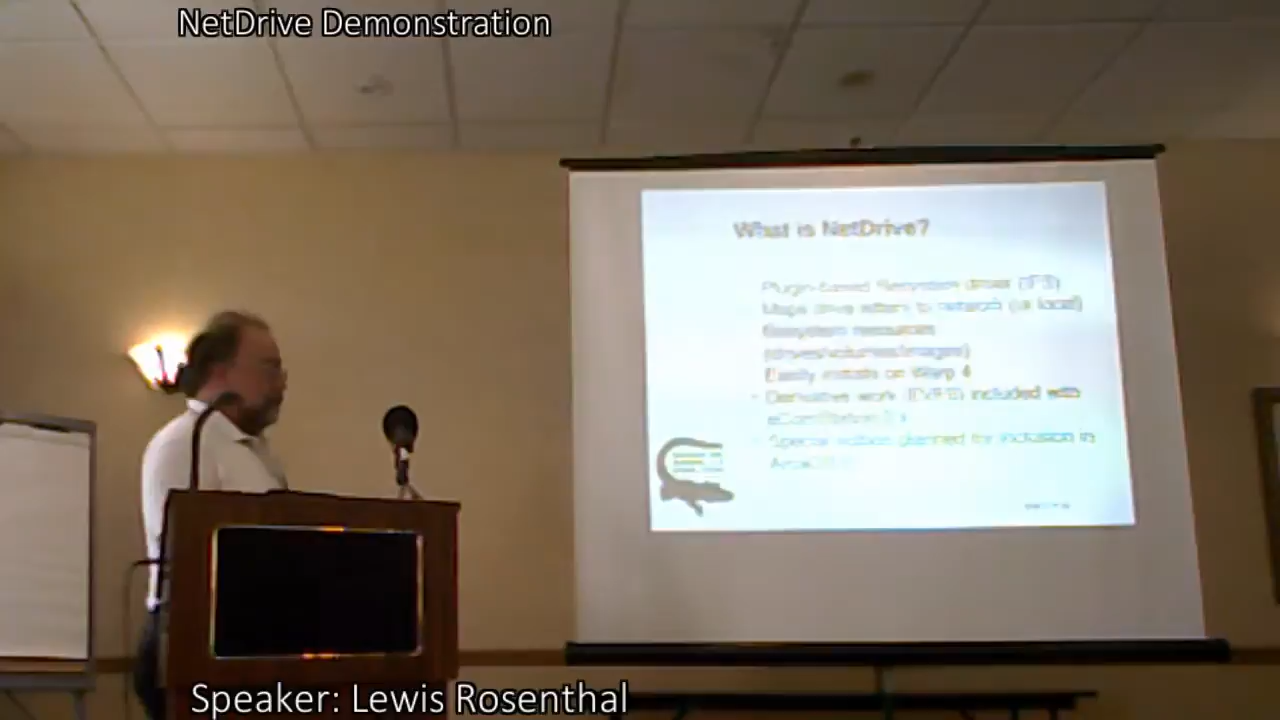 NetDrive Demonstration
What is NetDrive?
Plugin-based filesystem driver (IFS)
Maps drive letters to network (or local)
filesystem resources
(drives/volumes/images)
Easily installs on Warp 4
Derivative work (EVFS) included with
eComStation 2.x
Special edition planned for inclusion in
Speaker: Lewis Rosenthal